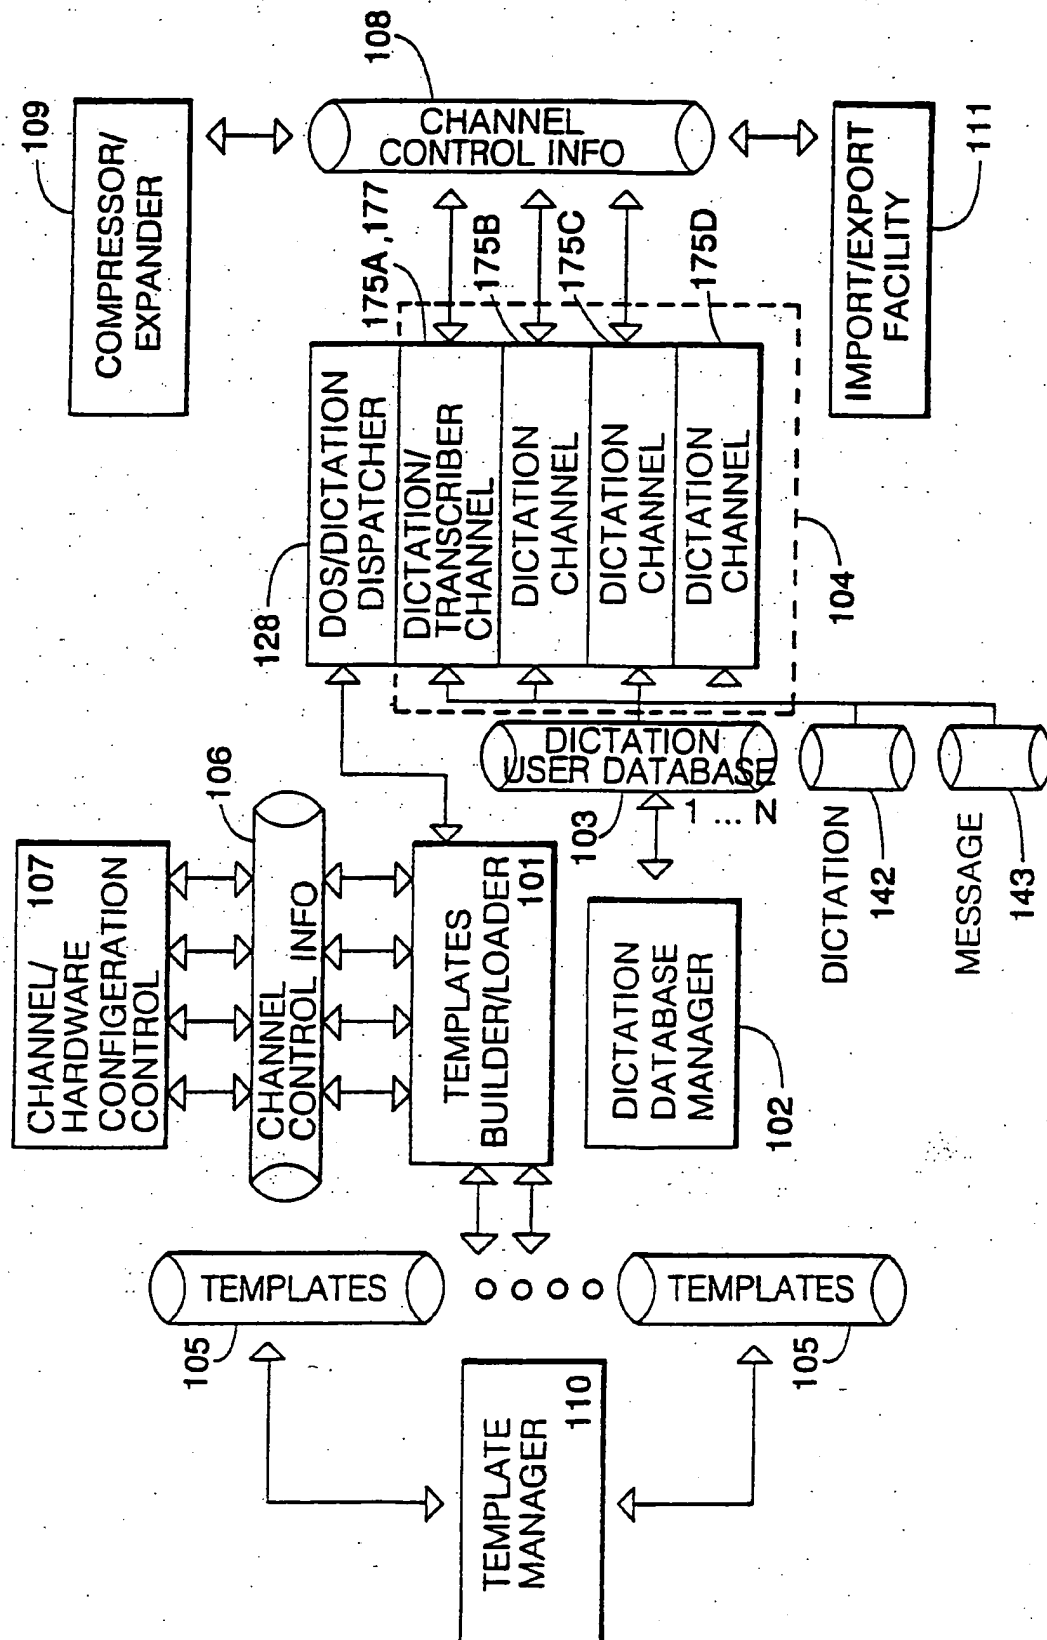 TEMPLATE
MANAGER
110
105
TEMPLATES
TEMPLATES
105
CHANNEL/
HARDWARE
CONFIGERATION
CONTROL
107
106
CHANNEL
CONTROL INFO
TEMPLATES
BUILDER/LOADER
101
DICTATION
DATABASE
MANAGER
102
103
DICTATION
USER DATABASE
1 ... N
DICTATION
142
MESSAGE
143
128
DOS/DICTATION
DISPATCHER
DICTATION/
TRANSCRIBER
CHANNEL
DICTATION
CHANNEL
DICTATION
CHANNEL
DICTATION
CHANNEL
104
175A,177
175B
175C
175D
COMPRESSOR/
EXPANDER
109
108
CHANNEL
CONTROL INFO
IMPORT/EXPORT
FACILITY
111